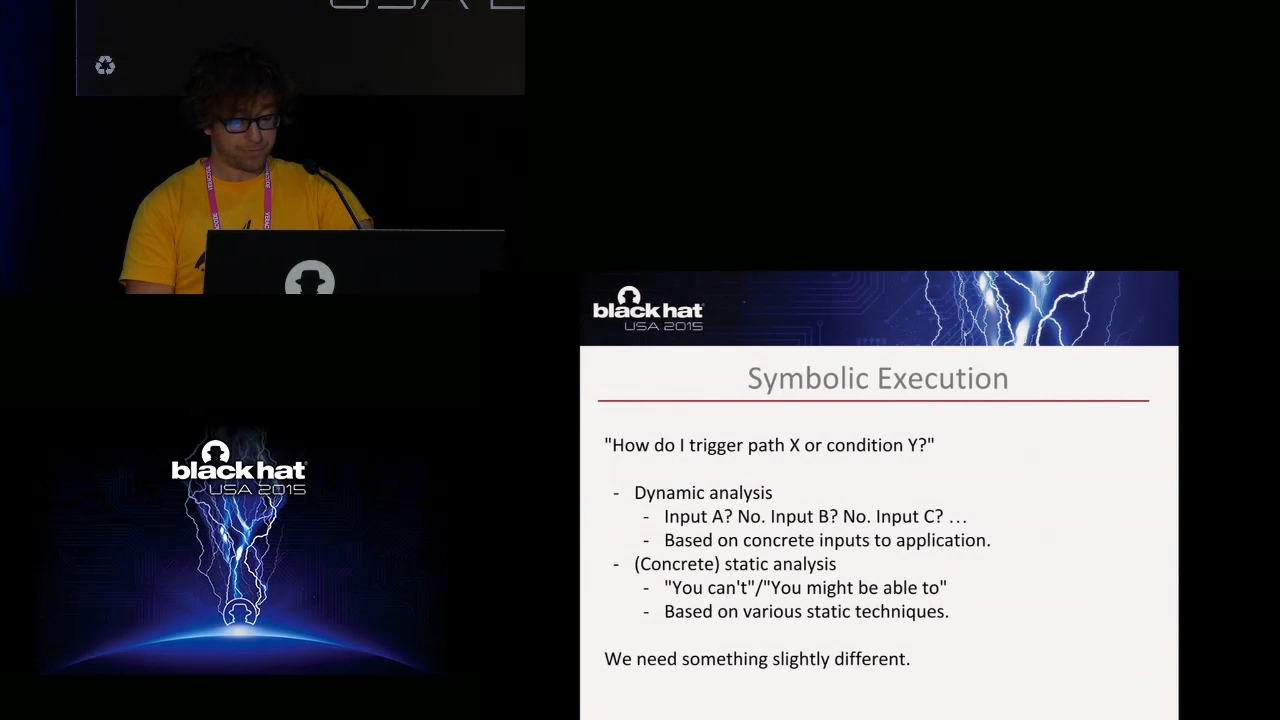 USA 2
black hat
USA 2015
Symbolic Execution
"How do I trigger path X or condition Y?"
- Dynamic analysis
- Input A? No. Input B? No. Input C? …
- Based on concrete inputs to application.
- (Concrete) static analysis
- "You can't"/"You might be able to"
- Based on various static techniques.
We need something slightly different.
black hat
USA 2015